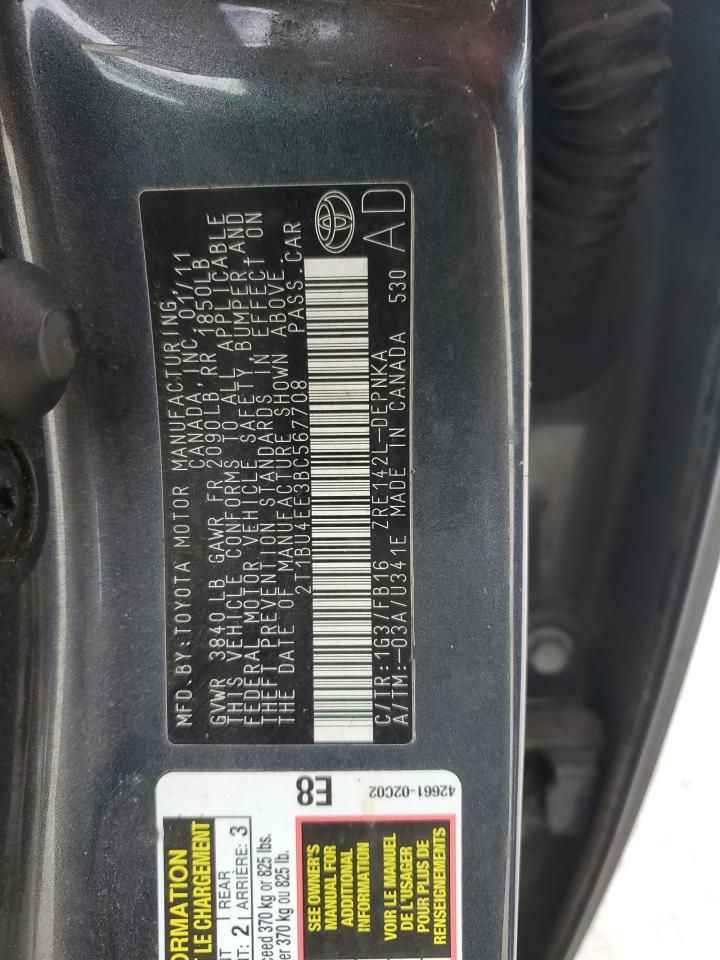 MFD. BY: TOYOTA MOTOR MANUFACTURING,
CANADA, INC. 01/11
GVWR 3840LB GAWR FR 2090LB, RR 1850LB
THIS VEHICLE CONFORMS TO ALL APPLICABLE
FEDERAL MOTOR VEHICLE SAFETY, BUMPER, AND
THEFT PREVENTION STANDARDS IN EFFECT ON
THE DATE OF MANUFACTURE SHOWN ABOVE.
2T1BU4EE3BC567708 PASS. CAR
C/TR: 1G3/FB16 ZRE142L-DEPNKA
A/TM: -03A/U341E MADE IN CANADA 530
AD
E8
42661-02C02
ORMATION
LE CHARGEMENT
2 REAR
ARRIÈRE: 3
ceed 370 kg or 825 lbs.
er 370 kg ou 825 lb.
SEE OWNER'S
MANUAL FOR
ADDITIONAL
INFORMATION
VOIR LE MANUEL
DE L'USAGER
POUR PLUS DE
RENSEIGNEMENTS